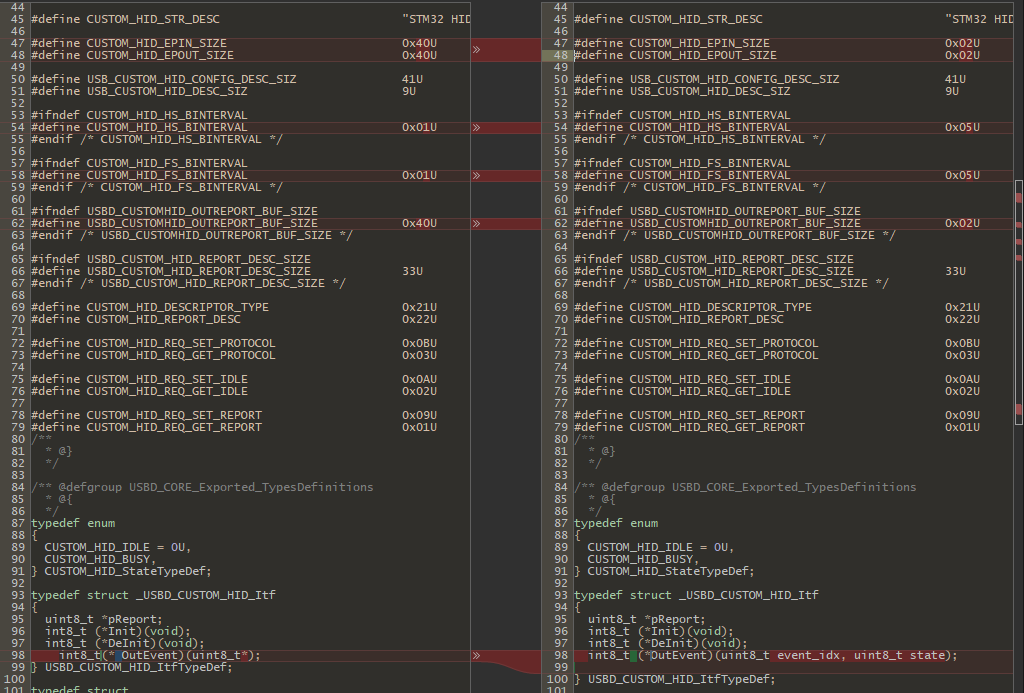 44
45 #define CUSTOM_HID_STR_DESC "STM32 HID
46
47 #define CUSTOM_HID_EPIN_SIZE 0x40U »
48 #define CUSTOM_HID_EPOUT_SIZE 0x40U
49
50 #define USB_CUSTOM_HID_CONFIG_DESC_SIZ 41U
51 #define USB_CUSTOM_HID_DESC_SIZ 9U
52
53 #ifndef CUSTOM_HID_HS_BINTERVAL
54 #define CUSTOM_HID_HS_BINTERVAL 0x01U »
55 #endif /* CUSTOM_HID_HS_BINTERVAL */
56
57 #ifndef CUSTOM_HID_FS_BINTERVAL
58 #define CUSTOM_HID_FS_BINTERVAL 0x01U »
59 #endif /* CUSTOM_HID_FS_BINTERVAL */
60
61 #ifndef USBD_CUSTOMHID_OUTREPORT_BUF_SIZE
62 #define USBD_CUSTOMHID_OUTREPORT_BUF_SIZE 0x40U »
63 #endif /* USBD_CUSTOMHID_OUTREPORT_BUF_SIZE */
64
65 #ifndef USBD_CUSTOM_HID_REPORT_DESC_SIZE
66 #define USBD_CUSTOM_HID_REPORT_DESC_SIZE 33U
67 #endif /* USBD_CUSTOM_HID_REPORT_DESC_SIZE */
68
69 #define CUSTOM_HID_DESCRIPTOR_TYPE 0x21U
70 #define CUSTOM_HID_REPORT_DESC 0x22U
71
72 #define CUSTOM_HID_REQ_SET_PROTOCOL 0x0BU
73 #define CUSTOM_HID_REQ_GET_PROTOCOL 0x03U
74
75 #define CUSTOM_HID_REQ_SET_IDLE 0x0AU
76 #define CUSTOM_HID_REQ_GET_IDLE 0x02U
77
78 #define CUSTOM_HID_REQ_SET_REPORT 0x09U
79 #define CUSTOM_HID_REQ_GET_REPORT 0x01U
80 /**
81 * @}
82 */
83
84 /** @defgroup USBD_CORE_Exported_TypesDefinitions
85 * @{
86 */
87 typedef enum
88 {
89 CUSTOM_HID_IDLE = 0U,
90 CUSTOM_HID_BUSY,
91 } CUSTOM_HID_StateTypeDef;
92
93 typedef struct _USBD_CUSTOM_HID_Itf
94 {
95 uint8_t *pReport;
96 int8_t (*Init)(void);
97 int8_t (*DeInit)(void);
98 int8_t(* OutEvent)(uint8_t*); »
99 } USBD_CUSTOM_HID_ItfTypeDef;
100
101 typedef struct
44
45 #define CUSTOM_HID_STR_DESC "STM32 HID
46
47 #define CUSTOM_HID_EPIN_SIZE 0x02U
48 #define CUSTOM_HID_EPOUT_SIZE 0x02U
49
50 #define USB_CUSTOM_HID_CONFIG_DESC_SIZ 41U
51 #define USB_CUSTOM_HID_DESC_SIZ 9U
52
53 #ifndef CUSTOM_HID_HS_BINTERVAL
54 #define CUSTOM_HID_HS_BINTERVAL 0x05U
55 #endif /* CUSTOM_HID_HS_BINTERVAL */
56
57 #ifndef CUSTOM_HID_FS_BINTERVAL
58 #define CUSTOM_HID_FS_BINTERVAL 0x05U
59 #endif /* CUSTOM_HID_FS_BINTERVAL */
60
61 #ifndef USBD_CUSTOMHID_OUTREPORT_BUF_SIZE
62 #define USBD_CUSTOMHID_OUTREPORT_BUF_SIZE 0x02U
63 #endif /* USBD_CUSTOMHID_OUTREPORT_BUF_SIZE */
64
65 #ifndef USBD_CUSTOM_HID_REPORT_DESC_SIZE
66 #define USBD_CUSTOM_HID_REPORT_DESC_SIZE 33U
67 #endif /* USBD_CUSTOM_HID_REPORT_DESC_SIZE */
68
69 #define CUSTOM_HID_DESCRIPTOR_TYPE 0x21U
70 #define CUSTOM_HID_REPORT_DESC 0x22U
71
72 #define CUSTOM_HID_REQ_SET_PROTOCOL 0x0BU
73 #define CUSTOM_HID_REQ_GET_PROTOCOL 0x03U
74
75 #define CUSTOM_HID_REQ_SET_IDLE 0x0AU
76 #define CUSTOM_HID_REQ_GET_IDLE 0x02U
77
78 #define CUSTOM_HID_REQ_SET_REPORT 0x09U
79 #define CUSTOM_HID_REQ_GET_REPORT 0x01U
80 /**
81 * @}
82 */
83
84 /** @defgroup USBD_CORE_Exported_TypesDefinitions
85 * @{
86 */
87 typedef enum
88 {
89 CUSTOM_HID_IDLE = 0U,
90 CUSTOM_HID_BUSY,
91 } CUSTOM_HID_StateTypeDef;
92
93 typedef struct _USBD_CUSTOM_HID_Itf
94 {
95 uint8_t *pReport;
96 int8_t (*Init)(void);
97 int8_t (*DeInit)(void);
98 int8_t (*OutEvent)(uint8_t event_idx, uint8_t state);
99
100 } USBD_CUSTOM_HID_ItfTypeDef;
101